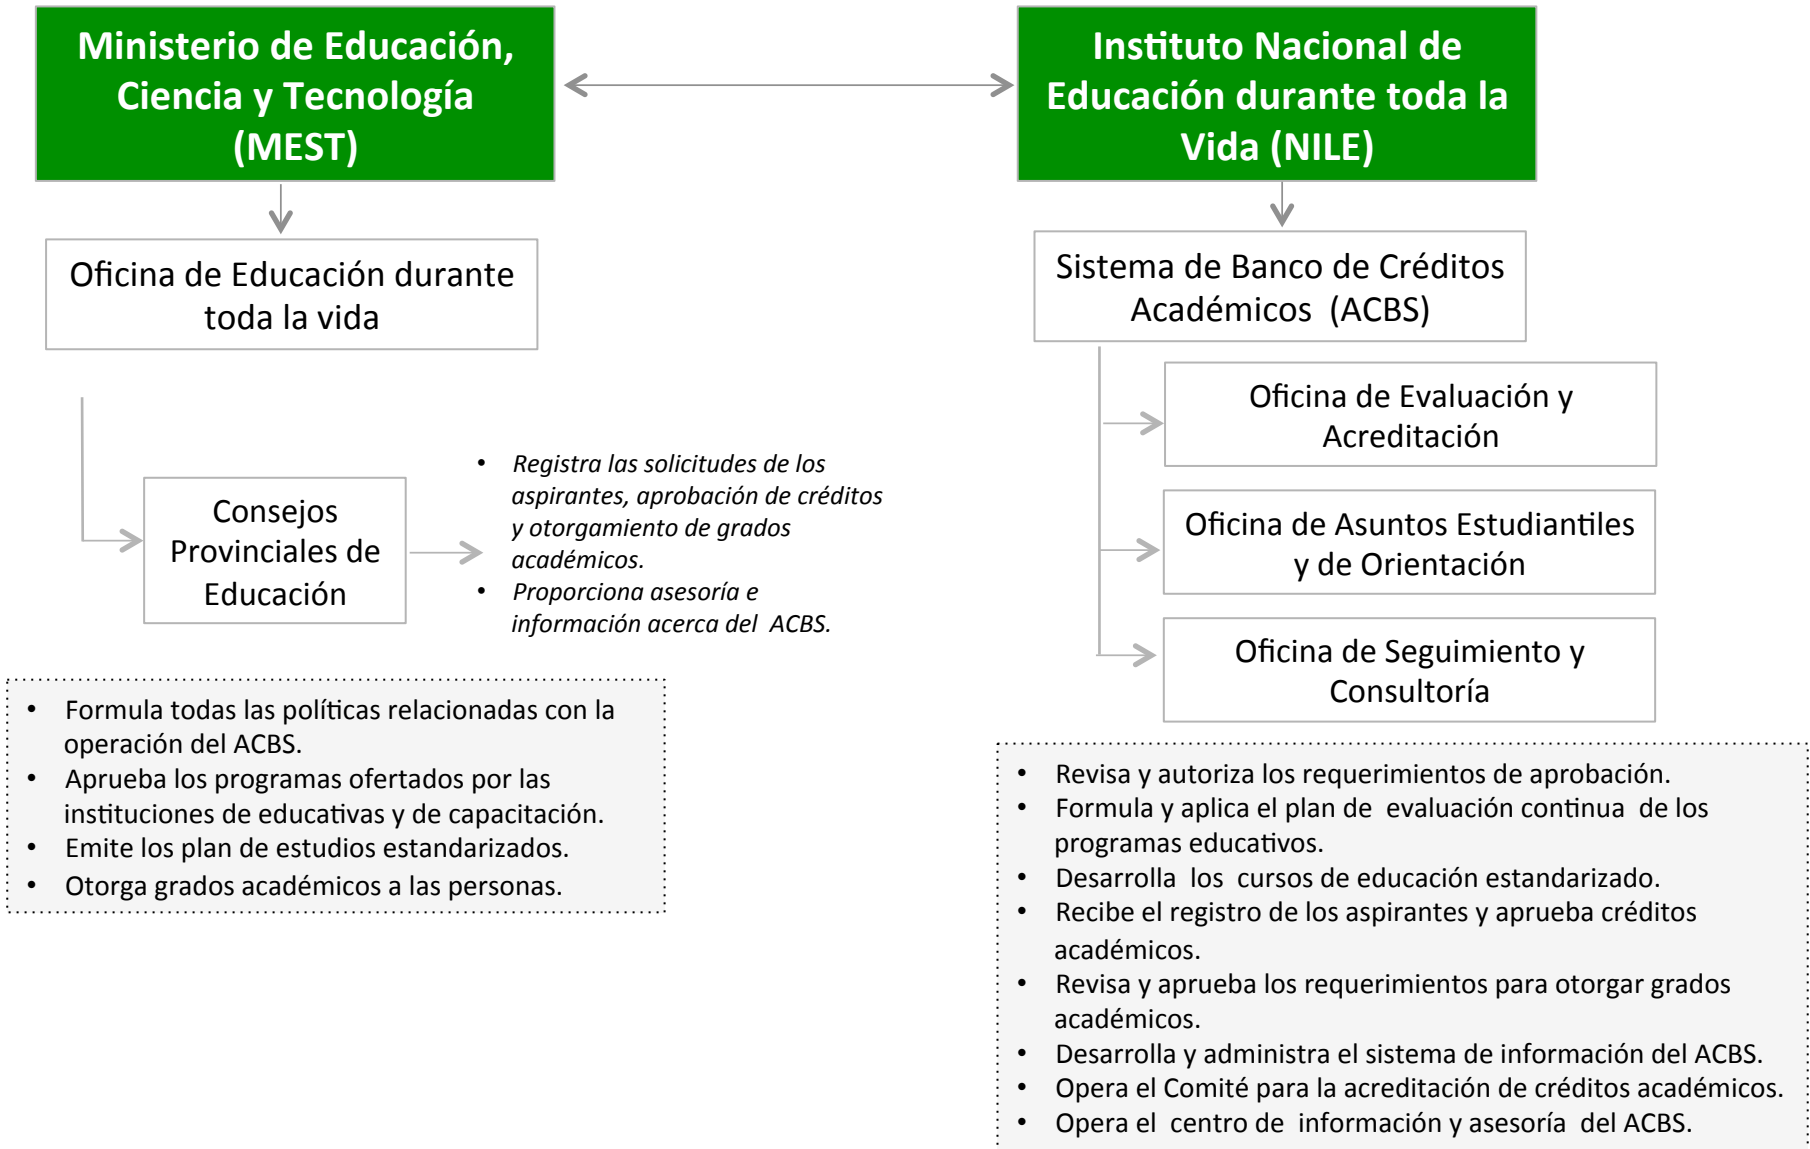 Ministerio de Educación,
Ciencia y Tecnología
(MEST)
Instituto Nacional de
Educación durante toda la
Vida (NILE)
Oficina de Educación durante
toda la vida
Sistema de Banco de Créditos
Académicos  (ACBS)
Oficina de Evaluación y
Acreditación
Consejos
Provinciales de
Educación
• Registra las solicitudes de los
aspirantes, aprobación de créditos
y otorgamiento de grados
académicos.
• Proporciona asesoría e
información acerca del  ACBS.
Oficina de Asuntos Estudiantiles
y de Orientación
Oficina de Seguimiento y
Consultoría
• Formula todas las políticas relacionadas con la
operación del ACBS.
• Aprueba los programas ofertados por las
instituciones de educativas y de capacitación.
• Emite los plan de estudios estandarizados.
• Otorga grados académicos a las personas.
• Revisa y autoriza los requerimientos de aprobación.
• Formula y aplica el plan de  evaluación continua  de los
programas educativos.
• Desarrolla  los  cursos de educación estandarizado.
• Recibe el registro de los aspirantes y aprueba créditos
académicos.
• Revisa y aprueba los requerimientos para otorgar grados
académicos.
• Desarrolla y administra el sistema de información del ACBS.
• Opera el Comité para la acreditación de créditos académicos.
• Opera el  centro de  información y asesoría  del ACBS.